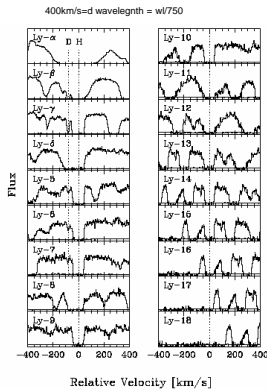 400km/s=d wavelegnth = wl/750
D H
Ly-α
Ly-β
Ly-γ
Ly-δ
Ly-5
Ly-6
Ly-7
Ly-8
Ly-9
Ly-10
Ly-11
Ly-12
Ly-13
Ly-14
Ly-15
Ly-16
Ly-17
Ly-18
Flux
-400 -200 0 200 400
-400 -200 0 200 400
Relative Velocity [km/s]